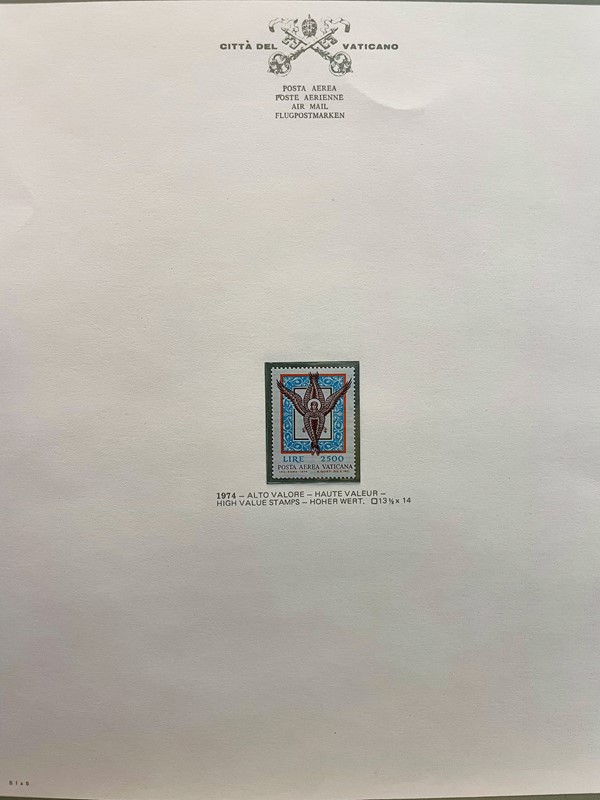 CITTÀ DEL VATICANO
POSTA AEREA
POSTE AERIENNE
AIR MAIL
FLUGPOSTMARKEN
LIRE 2500
POSTA AEREA VATICANA
1974 – ALTO VALORE – HAUTE VALEUR –
HIGH VALUE STAMPS – HOHER WERT. 13 ½ x 14